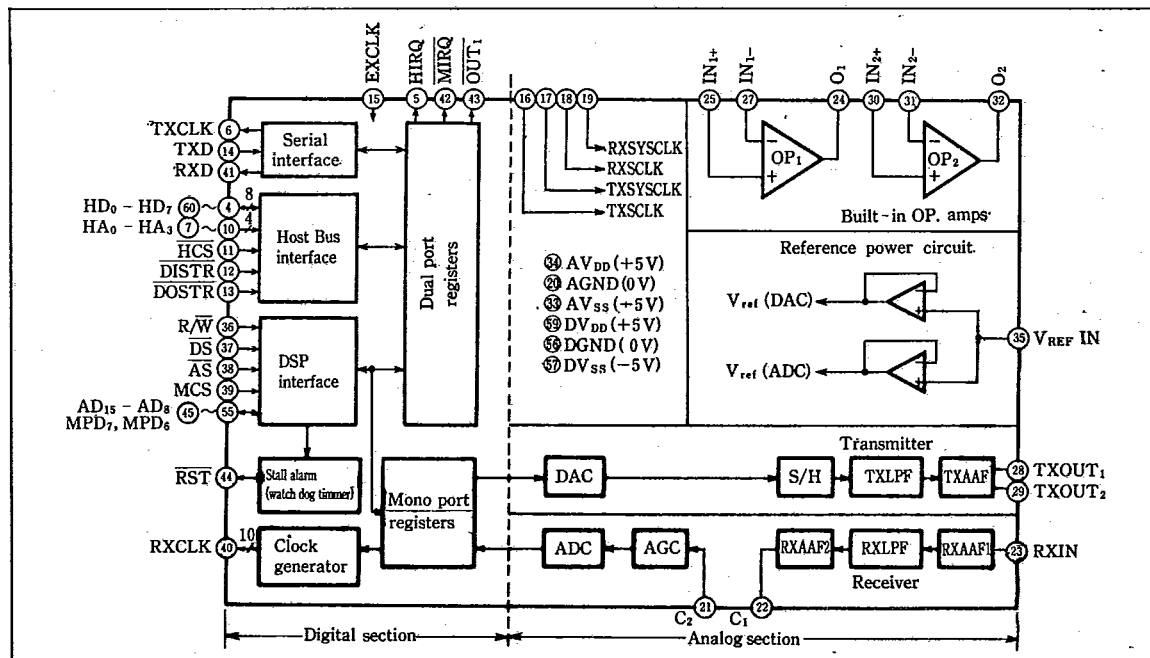 EXCLK
HIRQ
MIRQ
OUT₁
IN₁₊
IN₁₋
O₁
IN₂₊
IN₂₋
O₂
15
5
42
43
16 17 18 19
25
27
24
30
31
32
TXCLK 6
TXD 14
RXD 41
Serial interface
HD₀ - HD₇ 60 ~ 4 8
HA₀ - HA₃ 7 ~ 10 4
HCS 11
DISTR 12
DOSTR 13
Host Bus interface
R/W 36
DS 37
AS 38
MCS 39
AD₁₅ - AD₈
MPD₇, MPD₆ 45 ~ 55
DSP interface
Dual port registers
RST 44
Stall alarm
(watch dog timmer)
RXCLK 40 10
Clock generator
Mono port registers
RXSYSCLK
RXSCLK
TXSYSCLK
TXSCLK
34 AVDD (+5V)
20 AGND (0V)
33 AVSS (+5V)
59 DVDD (+5V)
56 DGND (0V)
57 DVSS (−5V)
− OP₁ +
− OP₂ +
Built-in OP. amps.
Reference power circuit.
Vref (DAC)
Vref (ADC)
35 VREF IN
Transmitter
DAC
S/H
TXLPF
TXAAF
28 TXOUT₁
29 TXOUT₂
ADC
AGC
RXAAF2
RXLPF
RXAAF1
23 RXIN
Receiver
C₂ 21
C₁ 22
Digital section
Analog section